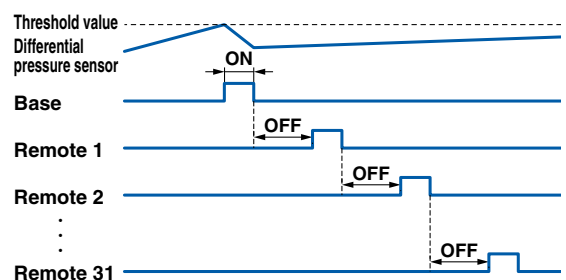 Threshold value
Differential
pressure sensor
ON
Base
OFF
Remote 1
OFF
Remote 2
OFF
Remote 31